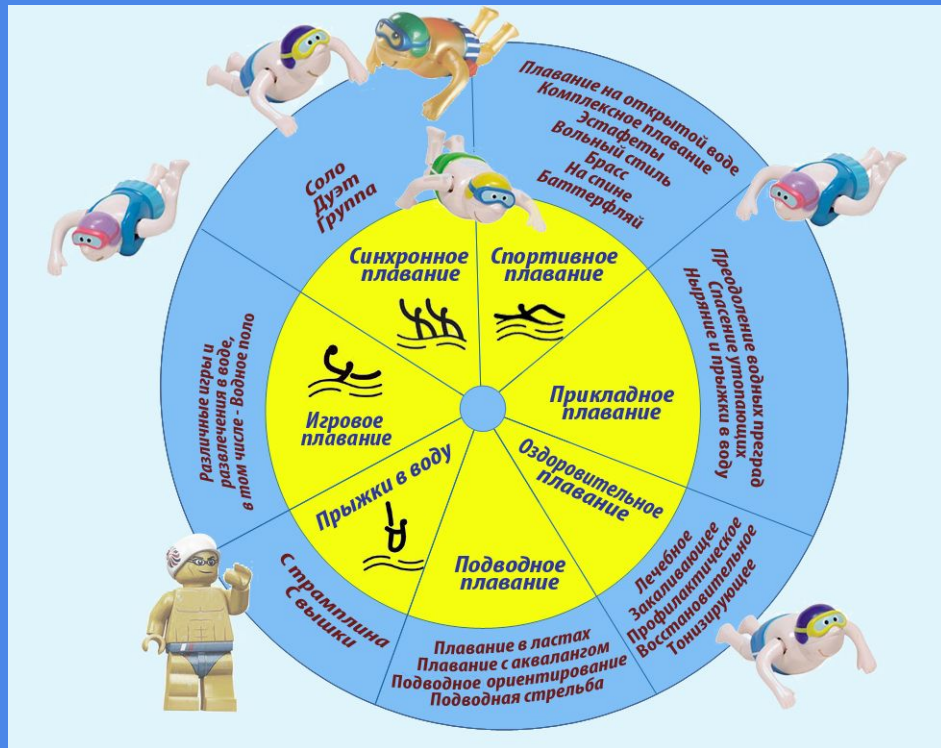 Плавание на открытой воде
Комплексное плавание
Эстафеты
Вольный стиль
Брасс
На спине
Баттерфляй
Соло
Дуэт
Группа
Синхронное
плавание
Спортивное
плавание
Преодоление водных преград
Спасение утопающих
Ныряние и прыжки в воду
Прикладное
плавание
Различные игры и
развлечения в воде,
в том числе - Водное поло
Игровое
плавание
Оздоровительное
плавание
Прыжки в воду
Подводное
плавание
Лечебное
Закаливающее
Профилактическое
Восстановительное
Тонизирующее
С трамплина
С вышки
Плавание в ластах
Плавание с аквалангом
Подводное ориентирование
Подводная стрельба